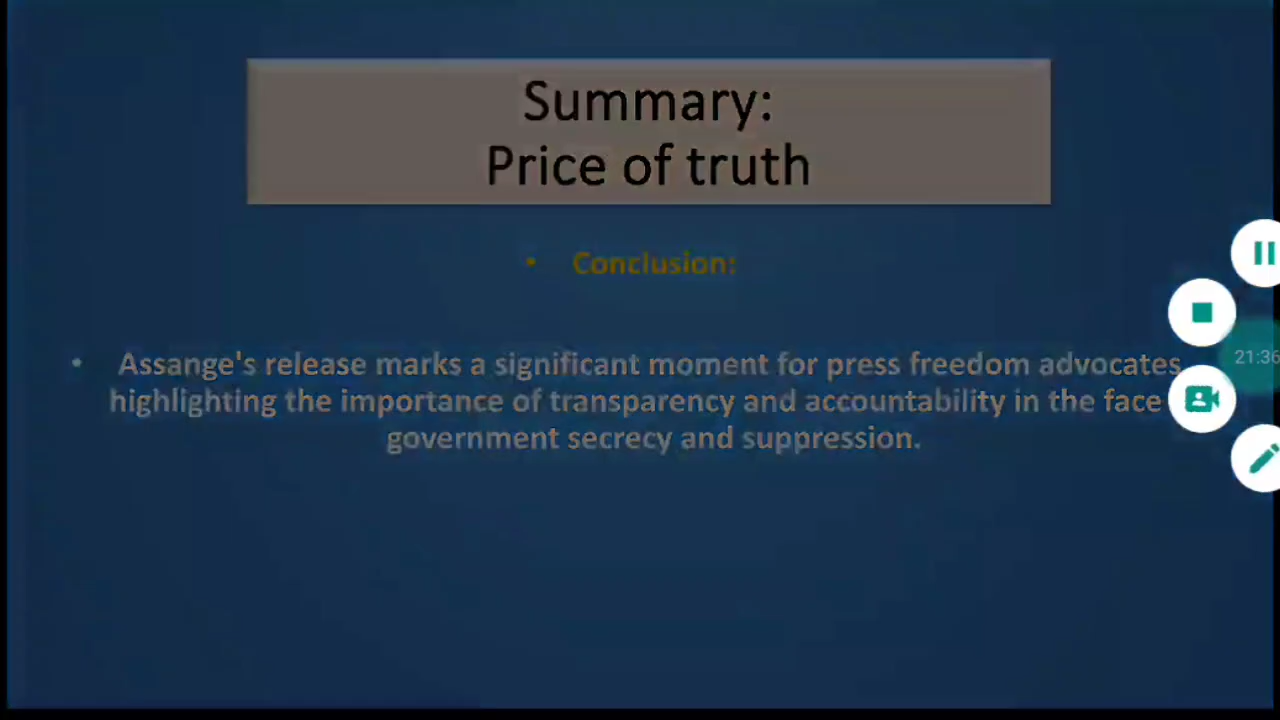 Summary:
Price of truth
• Conclusion:
• Assange's release marks a significant moment for press freedom advocates
highlighting the importance of transparency and accountability in the face
government secrecy and suppression.
21:36